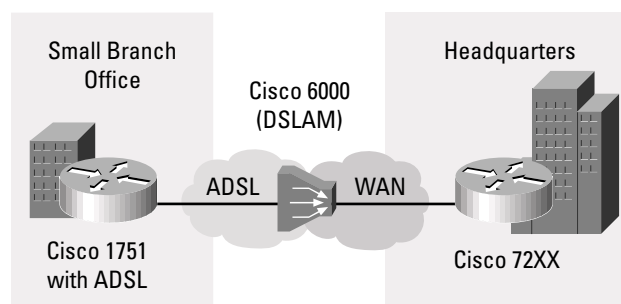 Small Branch
Office
Cisco 6000
(DSLAM)
Headquarters
ADSL
WAN
Cisco 1751
with ADSL
Cisco 72XX